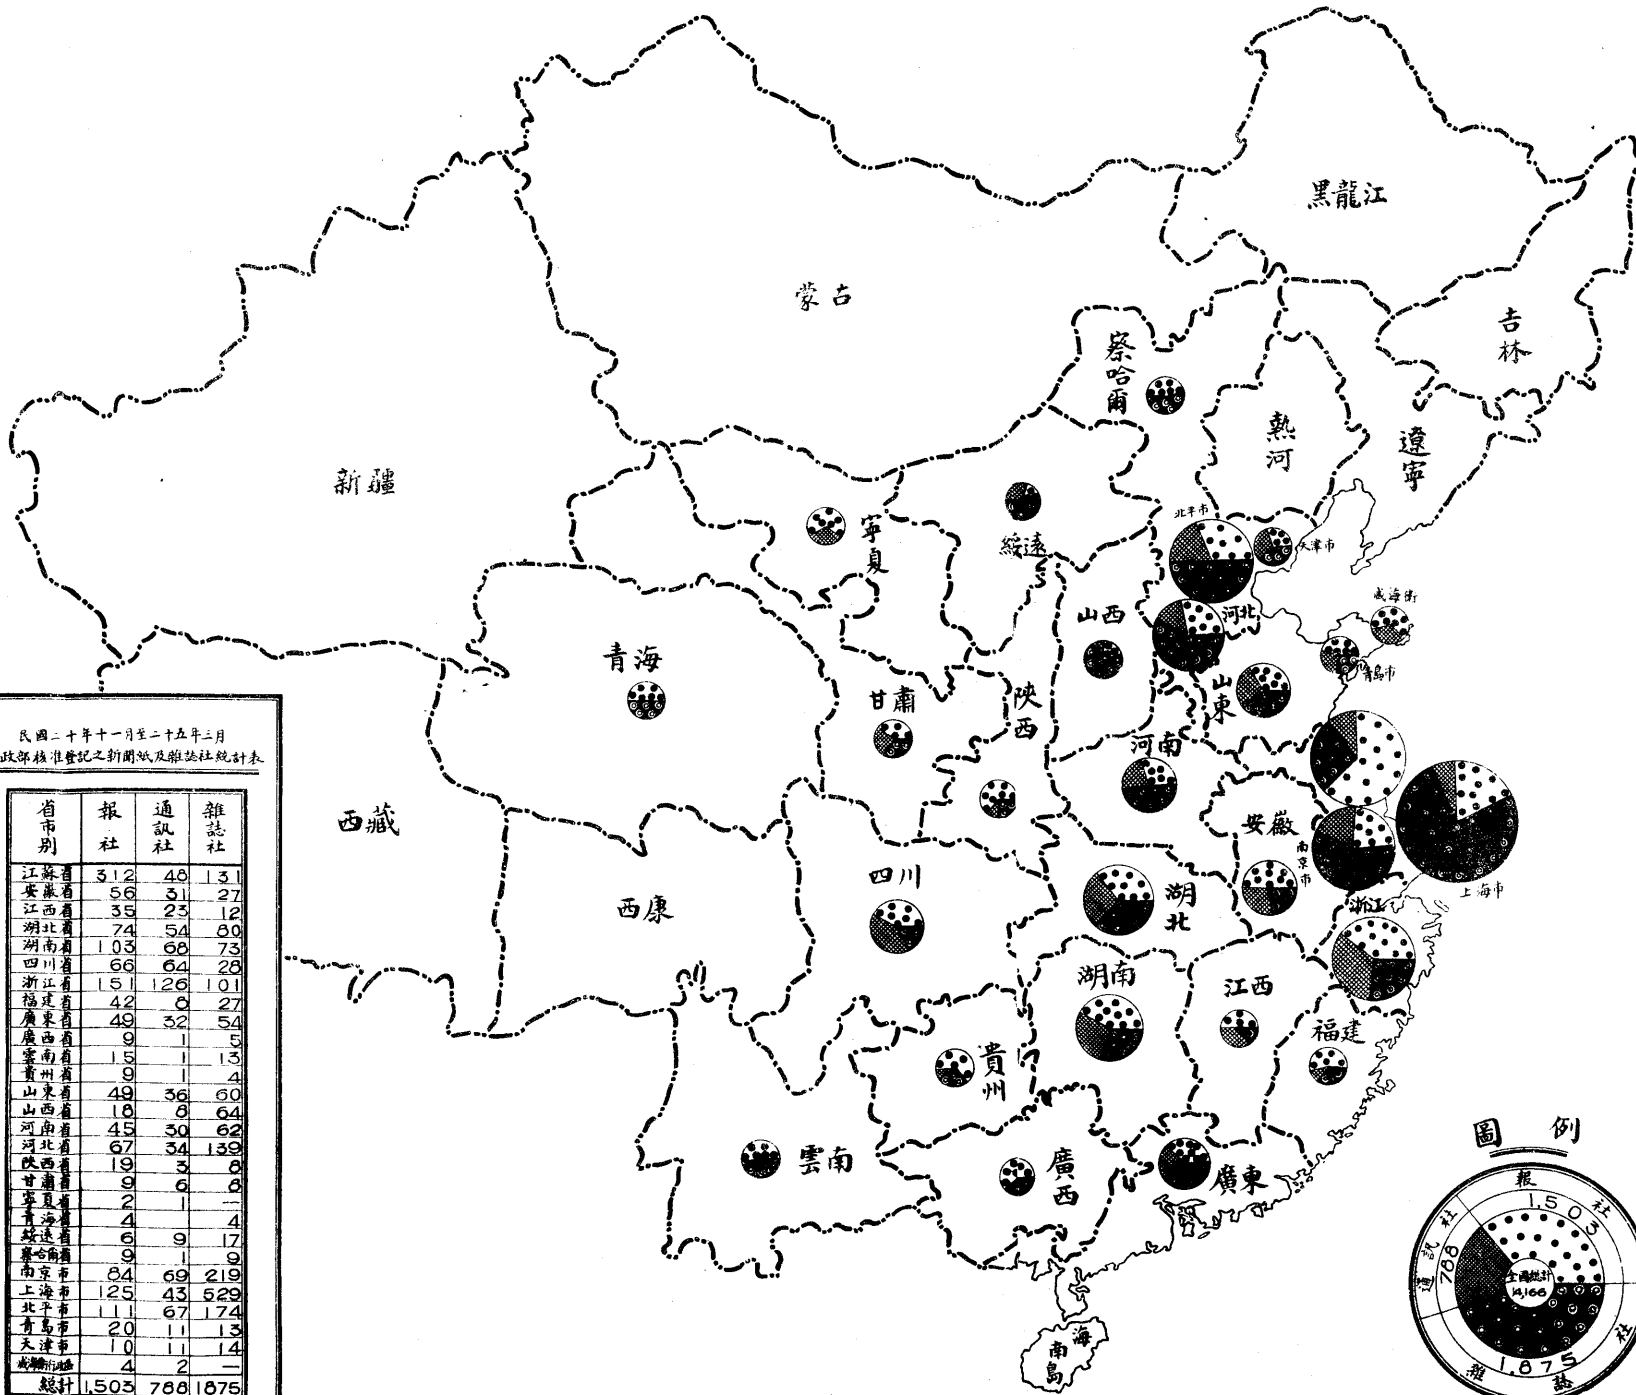 黑龍江
蒙古
吉林
察哈爾
熱河
遼寧
新疆
寧夏
綏遠
北平市
天津市
威海衛
山西
河北
青島市
青海
甘肅
陝西
山東
河南
西藏
安徽
南京市
上海市
四川
湖北
浙江
西康
湖南
江西
福建
貴州
雲南
廣西
廣東
海南島
民國二十年十一月至二十五年三月
政部核准登記之新聞紙及雜誌社統計表
省市別 報社 通訊社 雜誌社
江蘇省 312 48 131
安徽省 56 31 27
江西省 35 23 12
湖北省 74 54 80
湖南省 103 68 73
四川省 66 64 28
浙江省 151 126 101
福建省 42 8 27
廣東省 49 32 54
廣西省 9 1 5
雲南省 15 1 13
貴州省 9 1 4
山東省 49 36 60
山西省 18 8 64
河南省 45 30 62
河北省 67 34 139
陝西省 19 3 8
甘肅省 9 6 8
寧夏省 2 1 —
青海省 4 4
綏遠省 6 9 17
察哈爾省 9 1 9
南京市 84 69 219
上海市 125 43 529
北平市 111 67 174
青島市 20 11 13
天津市 10 11 14
4 2 —
總計 1,503 788 1875
圖例
報社
1,503
通訊社
788
全國總計
14,166
1,875
雜誌社